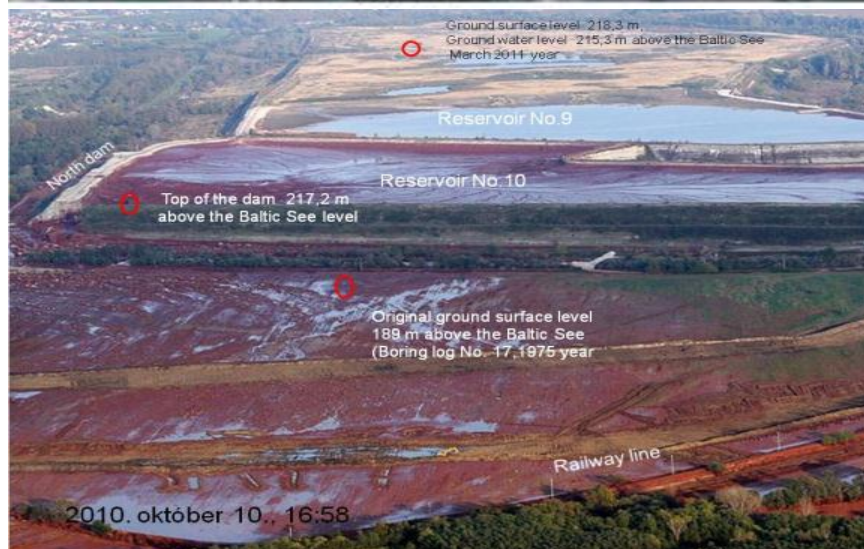 Ground surface level 218,3 m
Ground water level 215,3 m above the Baltic See
March 2011 year
Reservoir No.9
North dam
Reservoir No.10
Top of the dam 217,2 m
above the Baltic See level
Original ground surface level
189 m above the Baltic See
(Boring log No. 17,1975 year
Railway line
2010. október 10., 16:58